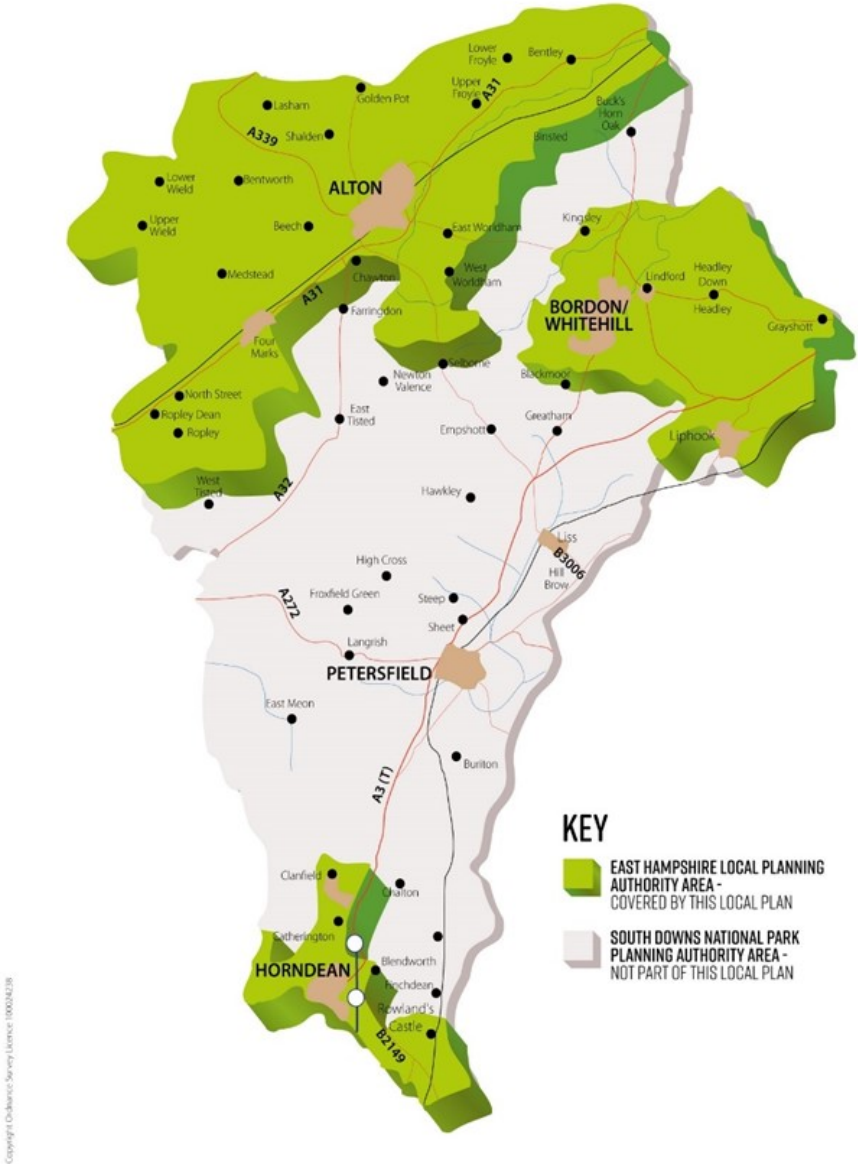 Lower
Froyle
Bentley
Upper
Froyle
A31
Golden Pot
Lasham
Buck's
Horn
Oak
A339
Shalden
Binsted
Lower
Wield
Bentworth
ALTON
Upper
Wield
Beech
East Worldham
Kingsley
Medstead
Chawton
West
Worldham
Lindford
Headley
Down
Headley
A31
Farringdon
BORDON/
WHITEHILL
Grayshott
Four
Marks
Selborne
Newton
Valence
Blackmoor
North Street
Ropley Dean
East
Tisted
Greatham
Ropley
Empshott
Liphook
West
Tisted
A32
Hawkley
Liss
B3006
High Cross
Hill
Brow
A272
Froxfield Green
Steep
Sheet
Langrish
PETERSFIELD
East Meon
Buriton
A3 (T)
KEY
EAST HAMPSHIRE LOCAL PLANNING
AUTHORITY AREA -
COVERED BY THIS LOCAL PLAN
SOUTH DOWNS NATIONAL PARK
PLANNING AUTHORITY AREA -
NOT PART OF THIS LOCAL PLAN
Clanfield
Chalton
Catherington
Blendworth
HORNDEAN
Finchdean
Rowland's
Castle
B2149
Copyright Ordnance Survey Licence 100024238